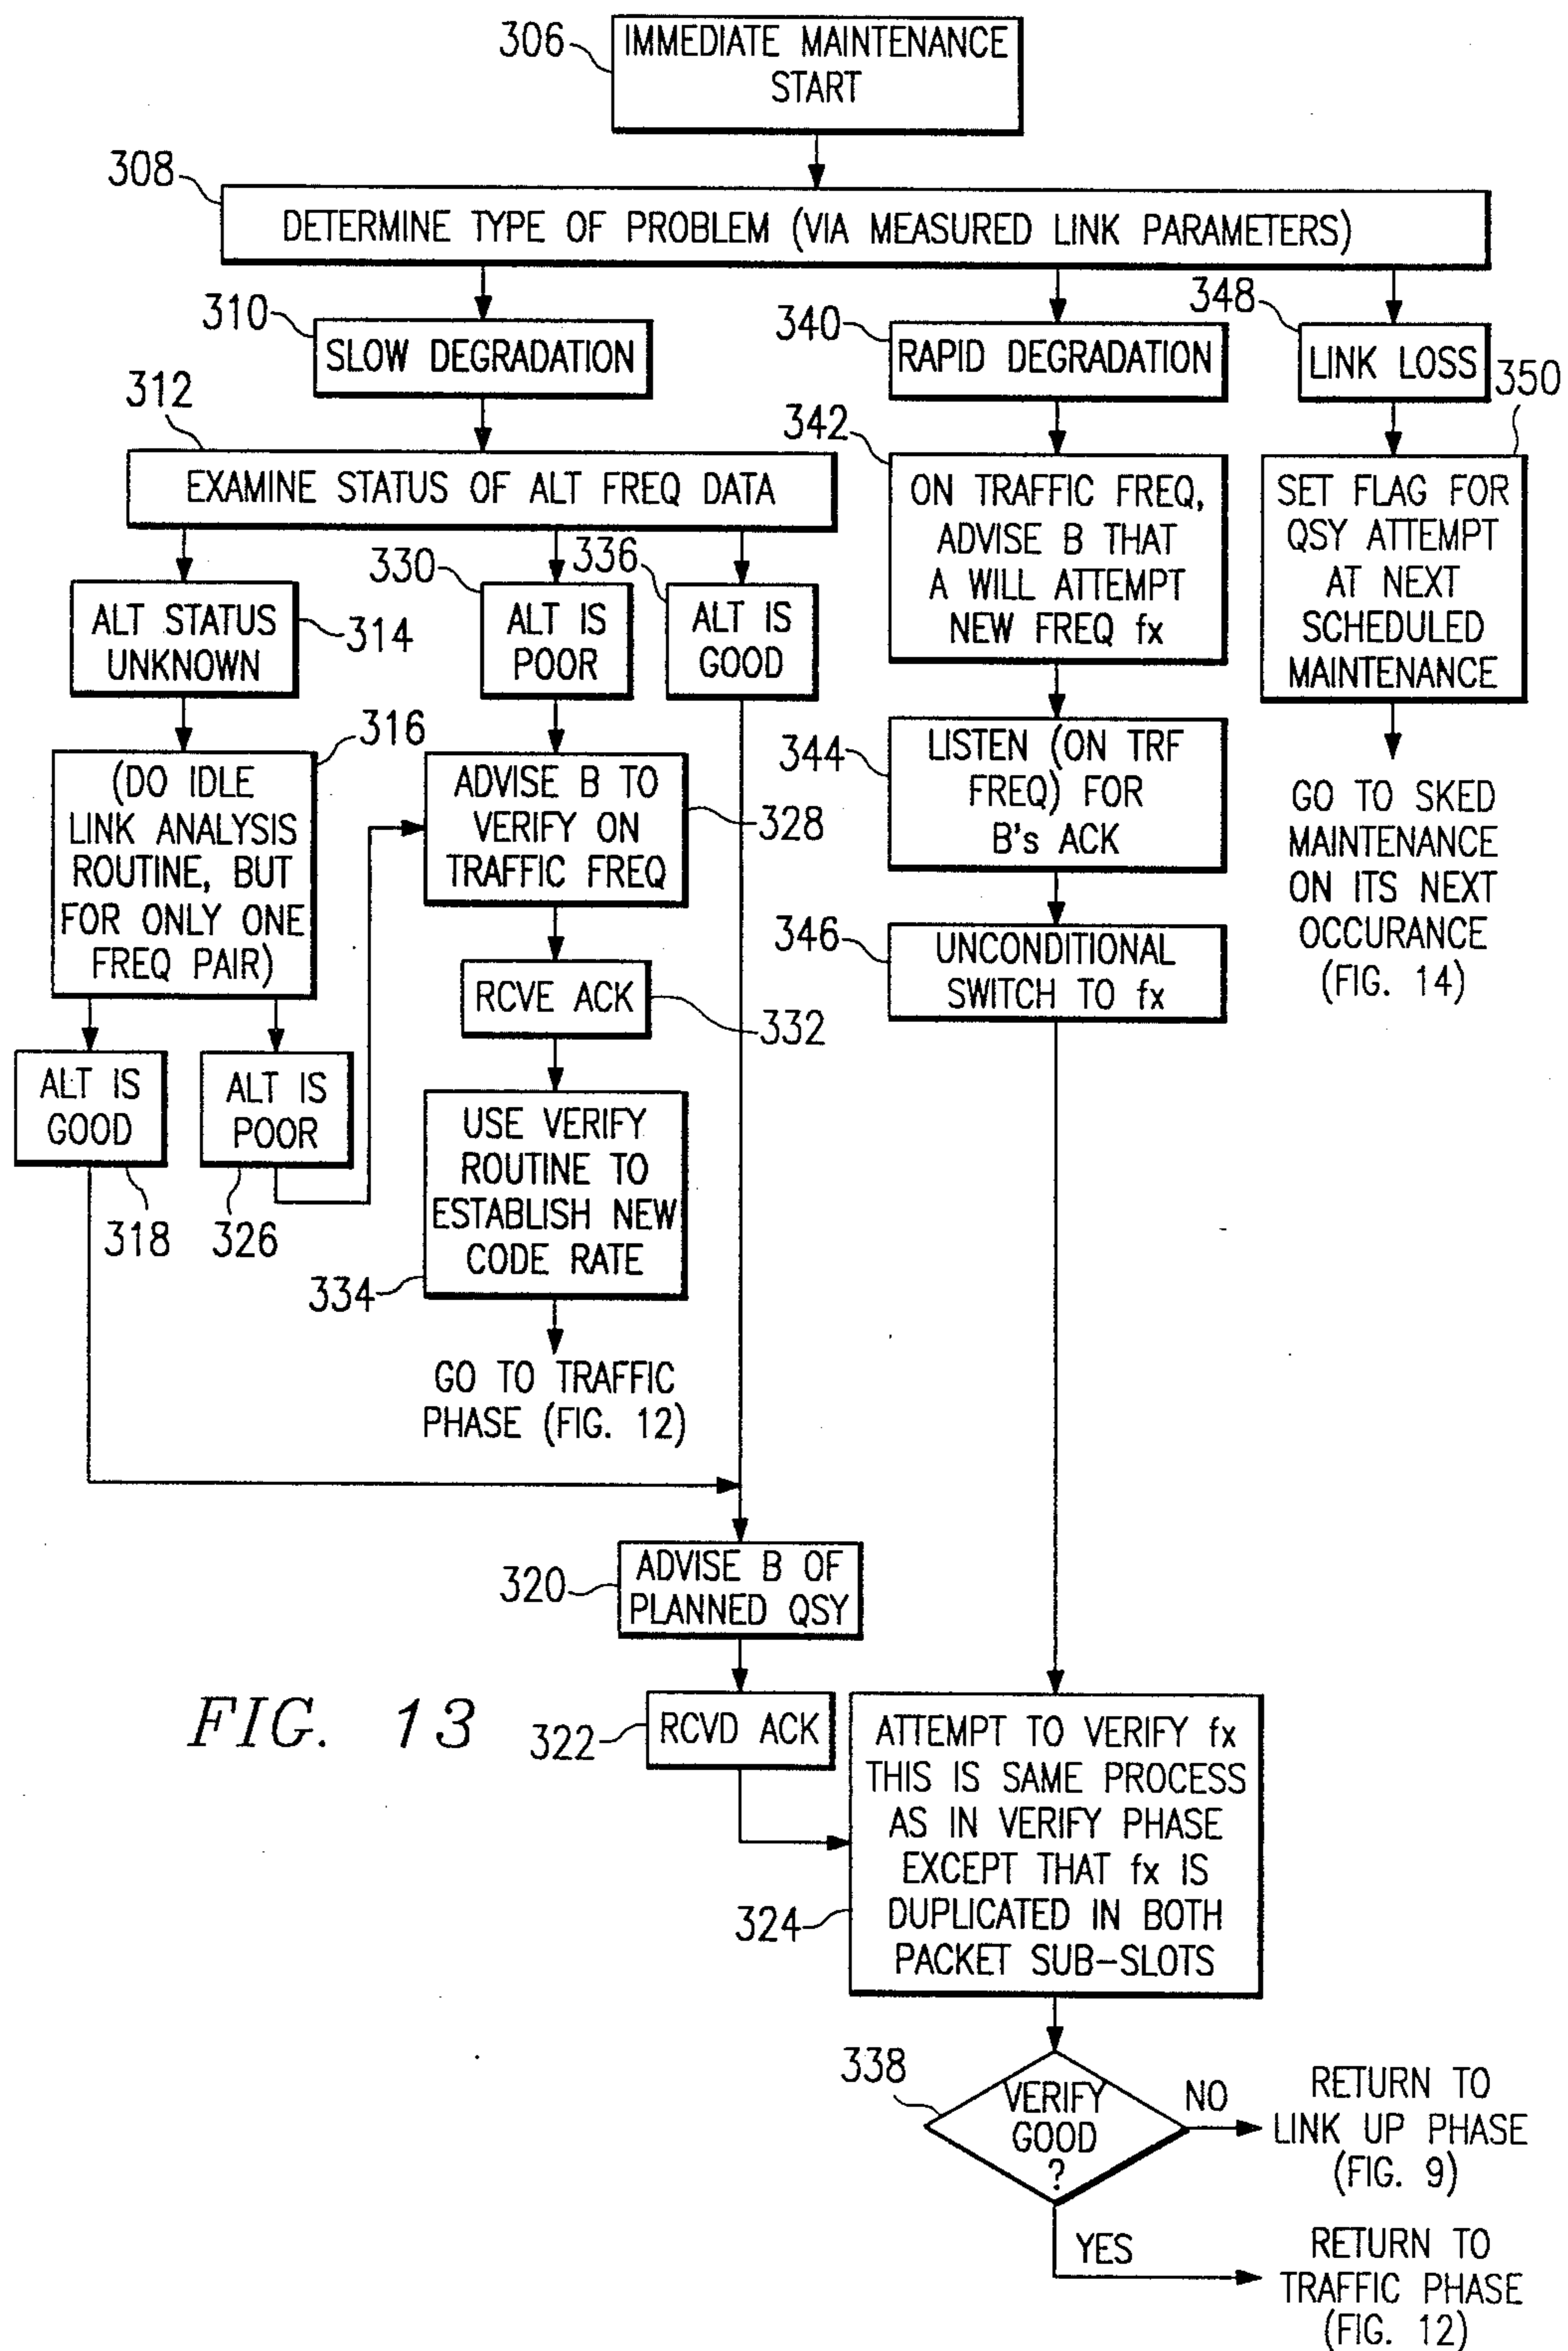 306
IMMEDIATE MAINTENANCE
START
308
DETERMINE TYPE OF PROBLEM (VIA MEASURED LINK PARAMETERS)
310
SLOW DEGRADATION
340
RAPID DEGRADATION
348
LINK LOSS
312
EXAMINE STATUS OF ALT FREQ DATA
342
ON TRAFFIC FREQ,
ADVISE B THAT
A WILL ATTEMPT
NEW FREQ fx
350
SET FLAG FOR
QSY ATTEMPT
AT NEXT
SCHEDULED
MAINTENANCE
ALT STATUS
UNKNOWN
314
330
ALT IS
POOR
336
ALT IS
GOOD
316
(DO IDLE
LINK ANALYSIS
ROUTINE, BUT
FOR ONLY ONE
FREQ PAIR)
ADVISE B TO
VERIFY ON
TRAFFIC FREQ
328
344
LISTEN (ON TRF
FREQ) FOR
B's ACK
GO TO SKED
MAINTENANCE
ON ITS NEXT
OCCURANCE
(FIG. 14)
346
UNCONDITIONAL
SWITCH TO fx
RCVE ACK
332
ALT IS
GOOD
318
ALT IS
POOR
326
USE VERIFY
ROUTINE TO
ESTABLISH NEW
CODE RATE
334
GO TO TRAFFIC
PHASE (FIG. 12)
320
ADVISE B OF
PLANNED QSY
FIG. 13
322
RCVD ACK
ATTEMPT TO VERIFY fx
THIS IS SAME PROCESS
AS IN VERIFY PHASE
EXCEPT THAT fx IS
DUPLICATED IN BOTH
PACKET SUB-SLOTS
324
338
VERIFY
GOOD
?
NO
RETURN TO
LINK UP PHASE
(FIG. 9)
YES
RETURN TO
TRAFFIC PHASE
(FIG. 12)